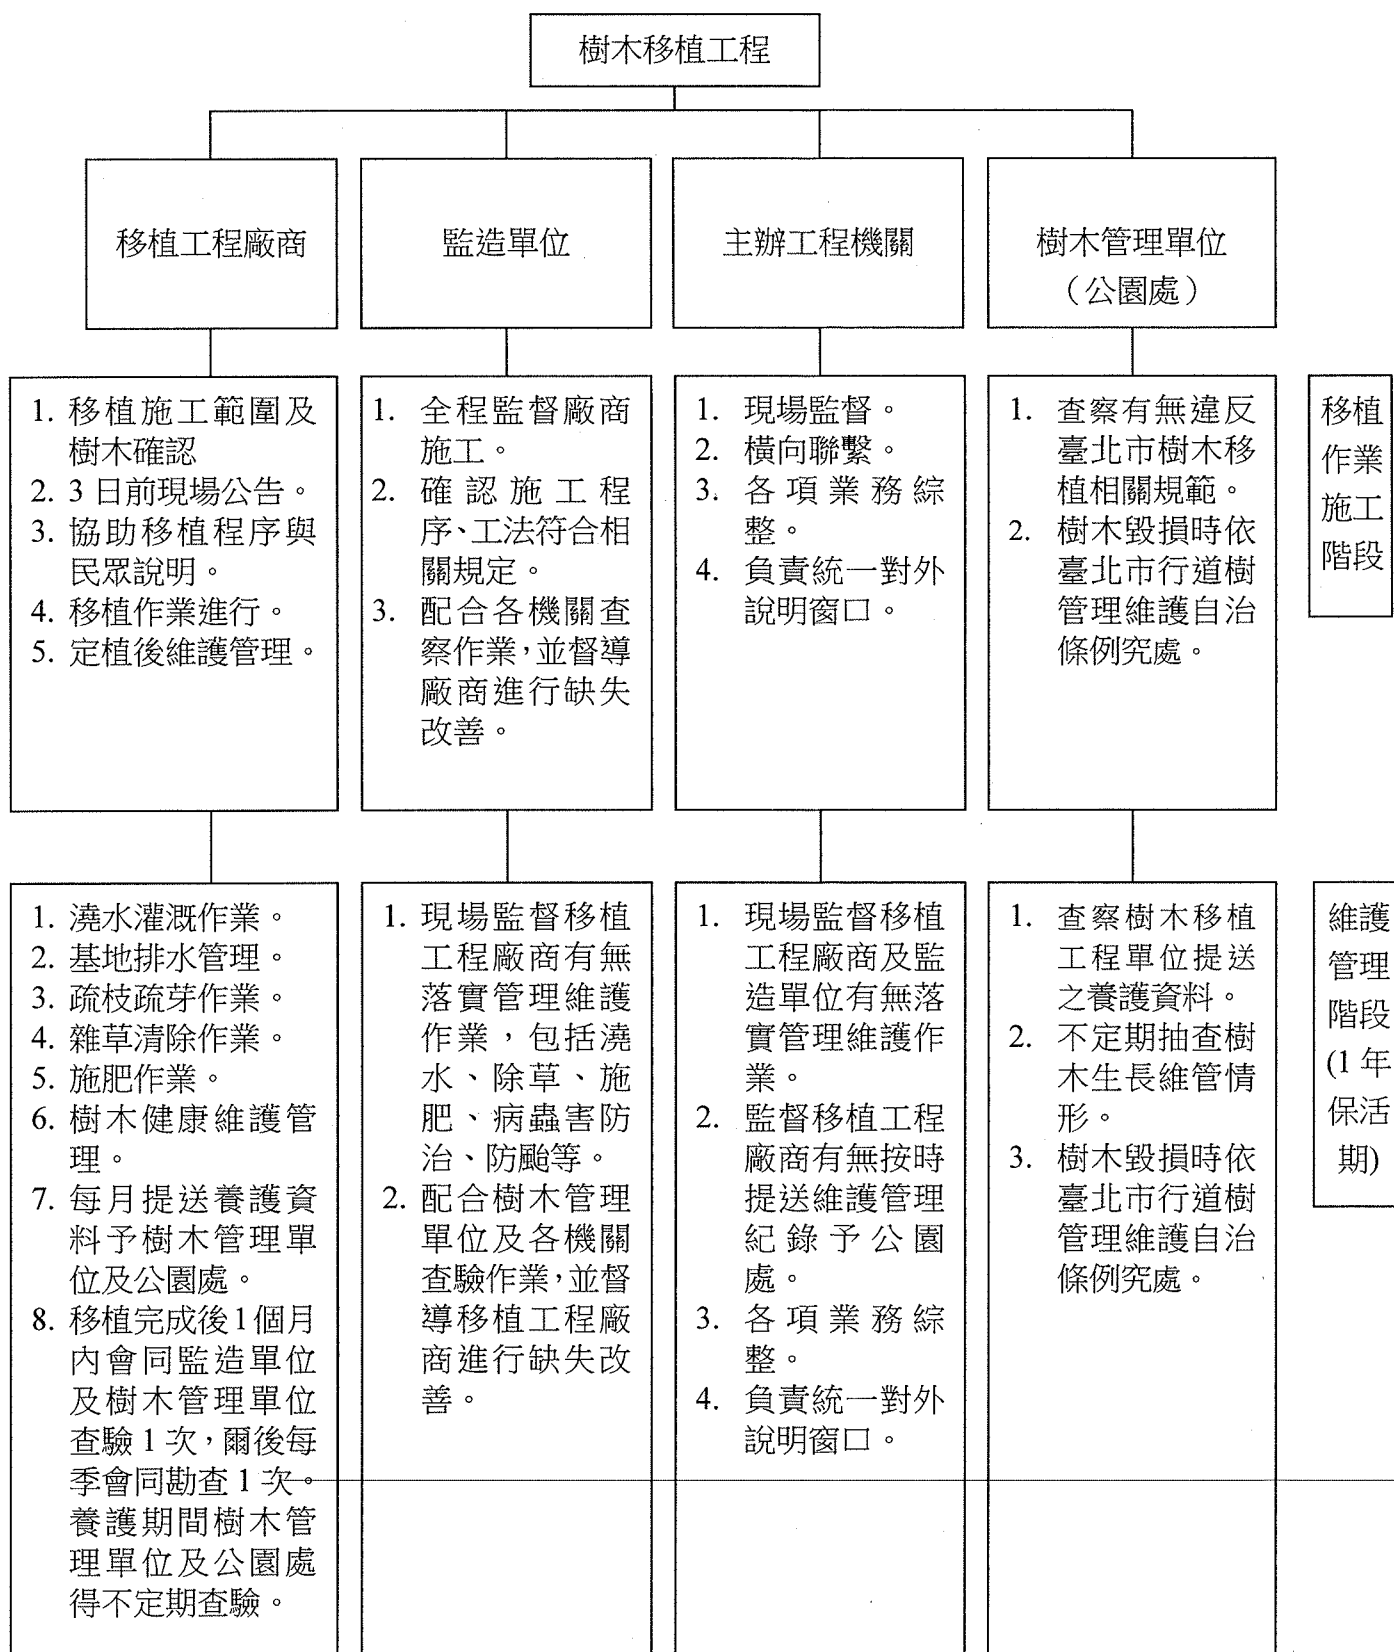 樹木移植工程
移植工程廠商
監造單位
主辦工程機關
樹木管理單位
（公園處）
1. 移植施工範圍及
樹木確認
2. 3 日前現場公告。
3. 協助移植程序與
民眾說明。
4. 移植作業進行。
5. 定植後維護管理。
1. 全程監督廠商
施工。
2. 確認施工程
序、工法符合相
關規定。
3. 配合各機關查
察作業，並督導
廠商進行缺失
改善。
1. 現場監督。
2. 橫向聯繫。
3. 各項業務綜
整。
4. 負責統一對外
說明窗口。
1. 查察有無違反
臺北市樹木移
植相關規範。
2. 樹木毀損時依
臺北市行道樹
管理維護自治
條例究處。
移植
作業
施工
階段
1. 澆水灌溉作業。
2. 基地排水管理。
3. 疏枝疏芽作業。
4. 雜草清除作業。
5. 施肥作業。
6. 樹木健康維護管
理。
7. 每月提送養護資
料予樹木管理單
位及公園處。
8. 移植完成後 1 個月
內會同監造單位
及樹木管理單位
查驗 1 次，爾後每
季會同勘查 1 次。
養護期間樹木管
理單位及公園處
得不定期查驗。
1. 現場監督移植
工程廠商有無
落實管理維護
作業，包括澆
水、除草、施
肥、病蟲害防
治、防颱等。
2. 配合樹木管理
單位及各機關
查驗作業，並督
導移植工程廠
商進行缺失改
善。
1. 現場監督移植
工程廠商及監
造單位有無落
實管理維護作
業。
2. 監督移植工程
廠商有無按時
提送維護管理
紀錄予公園
處。
3. 各項業務綜
整。
4. 負責統一對外
說明窗口。
1. 查察樹木移植
工程單位提送
之養護資料。
2. 不定期抽查樹
木生長維管情
形。
3. 樹木毀損時依
臺北市行道樹
管理維護自治
條例究處。
維護
管理
階段
(1 年
保活
期)